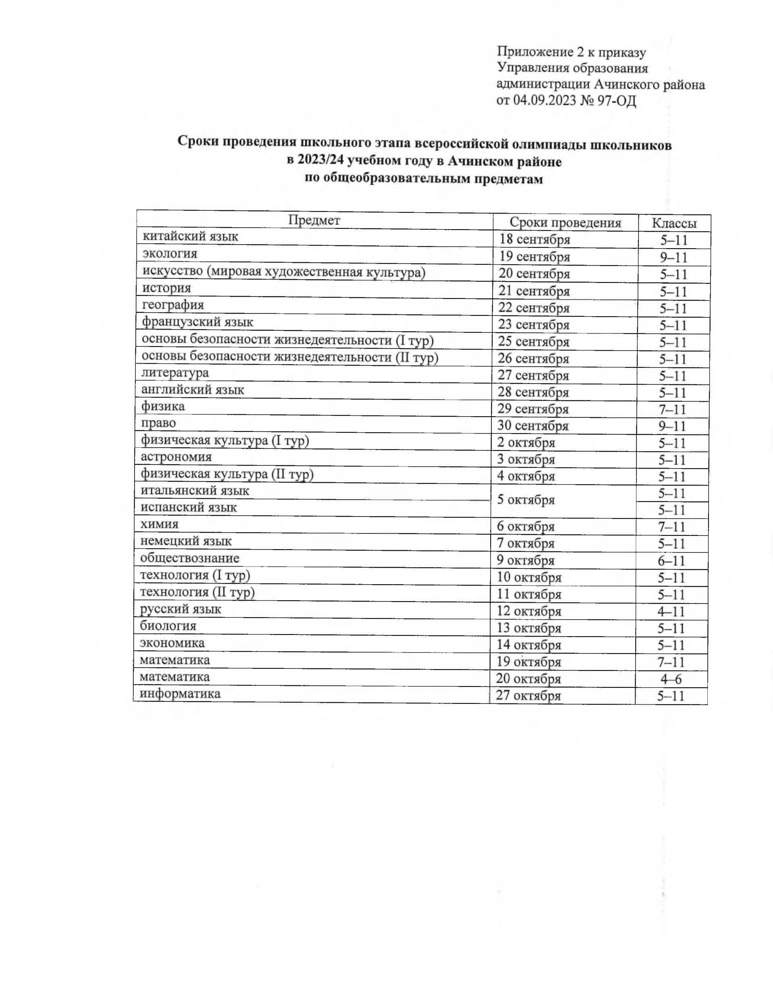 Приложение 2 к приказу
Управления образования
администрации Ачинского района
от 04.09.2023 № 97-ОД
Сроки проведения школьного этапа всероссийской олимпиады школьников
в 2023/24 учебном году в Ачинском районе
по общеобразовательным предметам
Предмет Сроки проведения Классы
китайский язык 18 сентября 5–11
экология 19 сентября 9–11
искусство (мировая художественная культура) 20 сентября 5–11
история 21 сентября 5–11
география 22 сентября 5–11
французский язык 23 сентября 5–11
основы безопасности жизнедеятельности (I тур) 25 сентября 5–11
основы безопасности жизнедеятельности (II тур) 26 сентября 5–11
литература 27 сентября 5–11
английский язык 28 сентября 5–11
физика 29 сентября 7–11
право 30 сентября 9–11
физическая культура (I тур) 2 октября 5–11
астрономия 3 октября 5–11
физическая культура (II тур) 4 октября 5–11
итальянский язык 5 октября 5–11
испанский язык 5–11
химия 6 октября 7–11
немецкий язык 7 октября 5–11
обществознание 9 октября 6–11
технология (I тур) 10 октября 5–11
технология (II тур) 11 октября 5–11
русский язык 12 октября 4–11
биология 13 октября 5–11
экономика 14 октября 5–11
математика 19 октября 7–11
математика 20 октября 4–6
информатика 27 октября 5–11